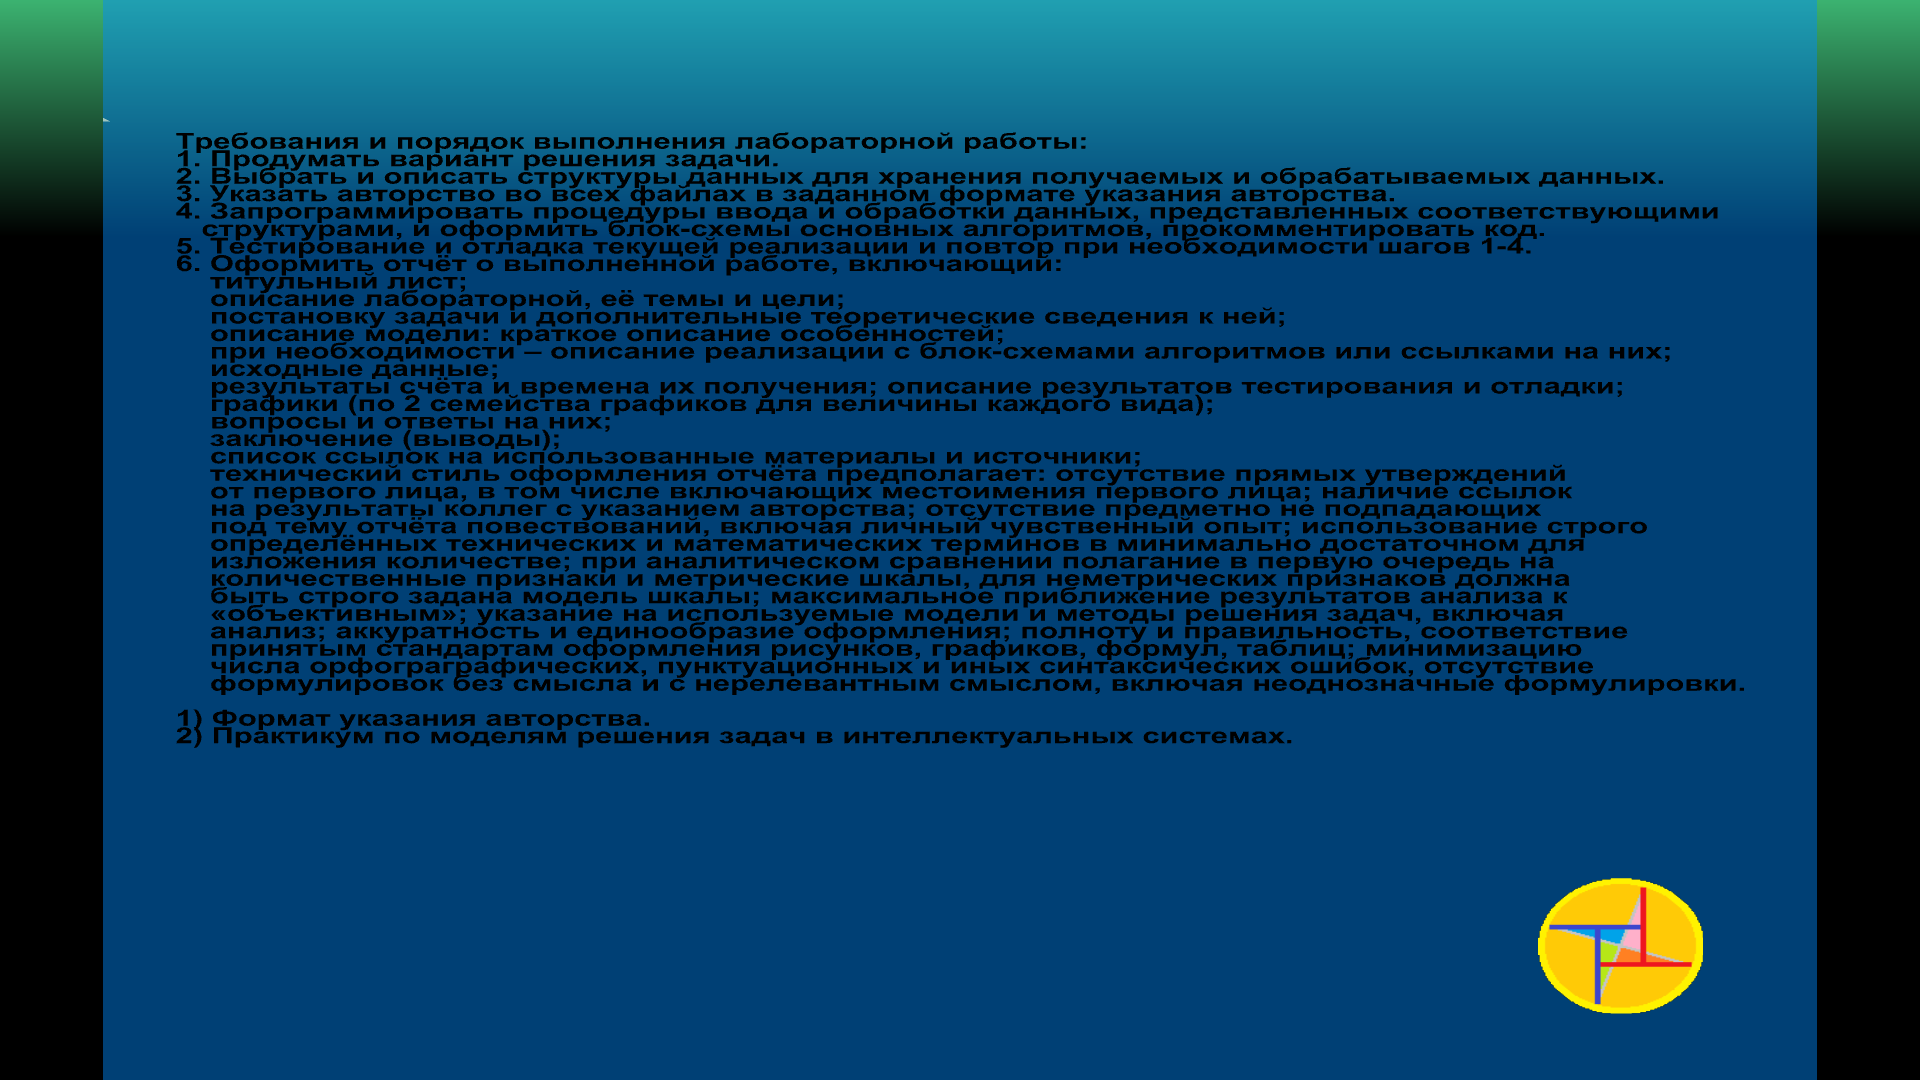 Требования и порядок выполнения лабораторной работы:
1. Продумать вариант решения задачи.
2. Выбрать и описать структуры данных для хранения получаемых и обрабатываемых данных.
3. Указать авторство во всех файлах в заданном формате указания авторства.
4. Запрограммировать процедуры ввода и обработки данных, представленных соответствующими
структурами, и оформить блок-схемы основных алгоритмов, прокомментировать код.
5. Тестирование и отладка текущей реализации и повтор при необходимости шагов 1-4.
6. Оформить отчёт о выполненной работе, включающий:
титульный лист;
описание лабораторной, её темы и цели;
постановку задачи и дополнительные теоретические сведения к ней;
описание модели: краткое описание особенностей;
при необходимости – описание реализации с блок-схемами алгоритмов или ссылками на них;
исходные данные;
результаты счёта и времена их получения; описание результатов тестирования и отладки;
графики (по 2 семейства графиков для величины каждого вида);
вопросы и ответы на них;
заключение (выводы);
список ссылок на использованные материалы и источники;
технический стиль оформления отчёта предполагает: отсутствие прямых утверждений
от первого лица, в том числе включающих местоимения первого лица; наличие ссылок
на результаты коллег с указанием авторства; отсутствие предметно не подпадающих
под тему отчёта повествований, включая личный чувственный опыт; использование строго
определённых технических и математических терминов в минимально достаточном для
изложения количестве; при аналитическом сравнении полагание в первую очередь на
количественные признаки и метрические шкалы, для неметрических признаков должна
быть строго задана модель шкалы; максимальное приближение результатов анализа к
«объективным»; указание на используемые модели и методы решения задач, включая
анализ; аккуратность и единообразие оформления; полноту и правильность, соответствие
принятым стандартам оформления рисунков, графиков, формул, таблиц; минимизацию
числа орфограграфических, пунктуационных и иных синтаксических ошибок, отсутствие
формулировок без смысла и с нерелевантным смыслом, включая неоднозначные формулировки.
1) Формат указания авторства.
2) Практикум по моделям решения задач в интеллектуальных системах.